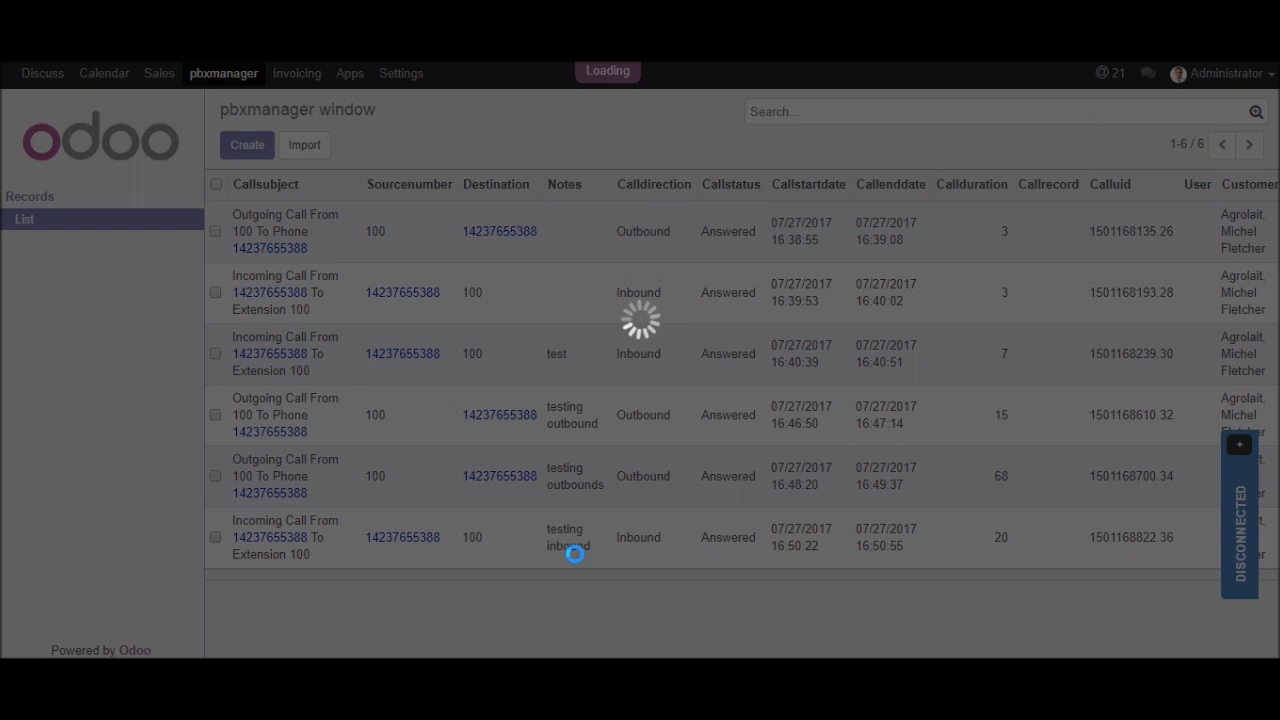 Discuss Calendar Sales pbxmanager Invoicing Apps Settings Loading @21 Administrator
odoo
pbxmanager window
Search...
Create Import
1-6 / 6
Records
List
Callsubject Sourcenumber Destination Notes Calldirection Callstatus Callstartdate Callenddate Callduration Callrecord Calluid User Customer
Outgoing Call From 100 To Phone 14237655388 100 14237655388 Outbound Answered 07/27/2017 16:38:55 07/27/2017 16:39:08 3 1501168135.26 Agrolait, Michel Fletcher
Incoming Call From 14237655388 To Extension 100 14237655388 100 Inbound Answered 07/27/2017 16:39:53 07/27/2017 16:40:02 3 1501168193.28 Agrolait, Michel Fletcher
Incoming Call From 14237655388 To Extension 100 14237655388 100 test Inbound Answered 07/27/2017 16:40:39 07/27/2017 16:40:51 7 1501168239.30 Agrolait, Michel Fletcher
Outgoing Call From 100 To Phone 14237655388 100 14237655388 testing outbound Outbound Answered 07/27/2017 16:46:50 07/27/2017 16:47:14 15 1501168610.32 Agrolait, Michel
Outgoing Call From 100 To Phone 14237655388 100 14237655388 testing outbounds Outbound Answered 07/27/2017 16:48:20 07/27/2017 16:49:37 68 1501168700.34
Incoming Call From 14237655388 To Extension 100 14237655388 100 testing inbound Inbound Answered 07/27/2017 16:50:22 07/27/2017 16:50:55 20 1501168822.36
+
DISCONNECTED
Powered by Odoo